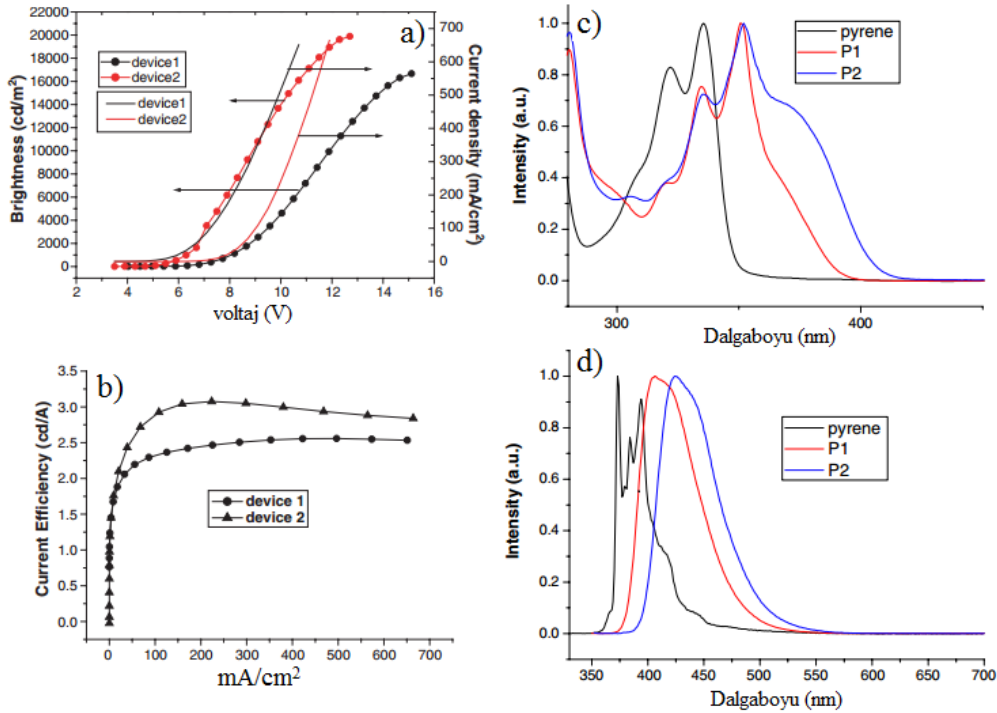 a)
22000
20000
18000
16000
14000
12000
10000
8000
6000
4000
2000
0
Brightness (cd/m²)
device1
device2
device1
device2
700
600
500
400
300
200
100
0
Current density (mA/cm²)
2 4 6 8 10 12 14 16
voltaj (V)
b)
3.5
3.0
2.5
2.0
1.5
1.0
0.5
0.0
Current Efficiency (cd/A)
device 1
device 2
0 100 200 300 400 500 600 700
mA/cm²
c)
1.0
0.8
0.6
0.4
0.2
0.0
Intensity (a.u.)
pyrene
P1
P2
300 400
Dalgaboyu (nm)
d)
1.0
0.8
0.6
0.4
0.2
0.0
Intensity (a.u.)
pyrene
P1
P2
350 400 450 500 550 600 650 700
Dalgaboyu (nm)